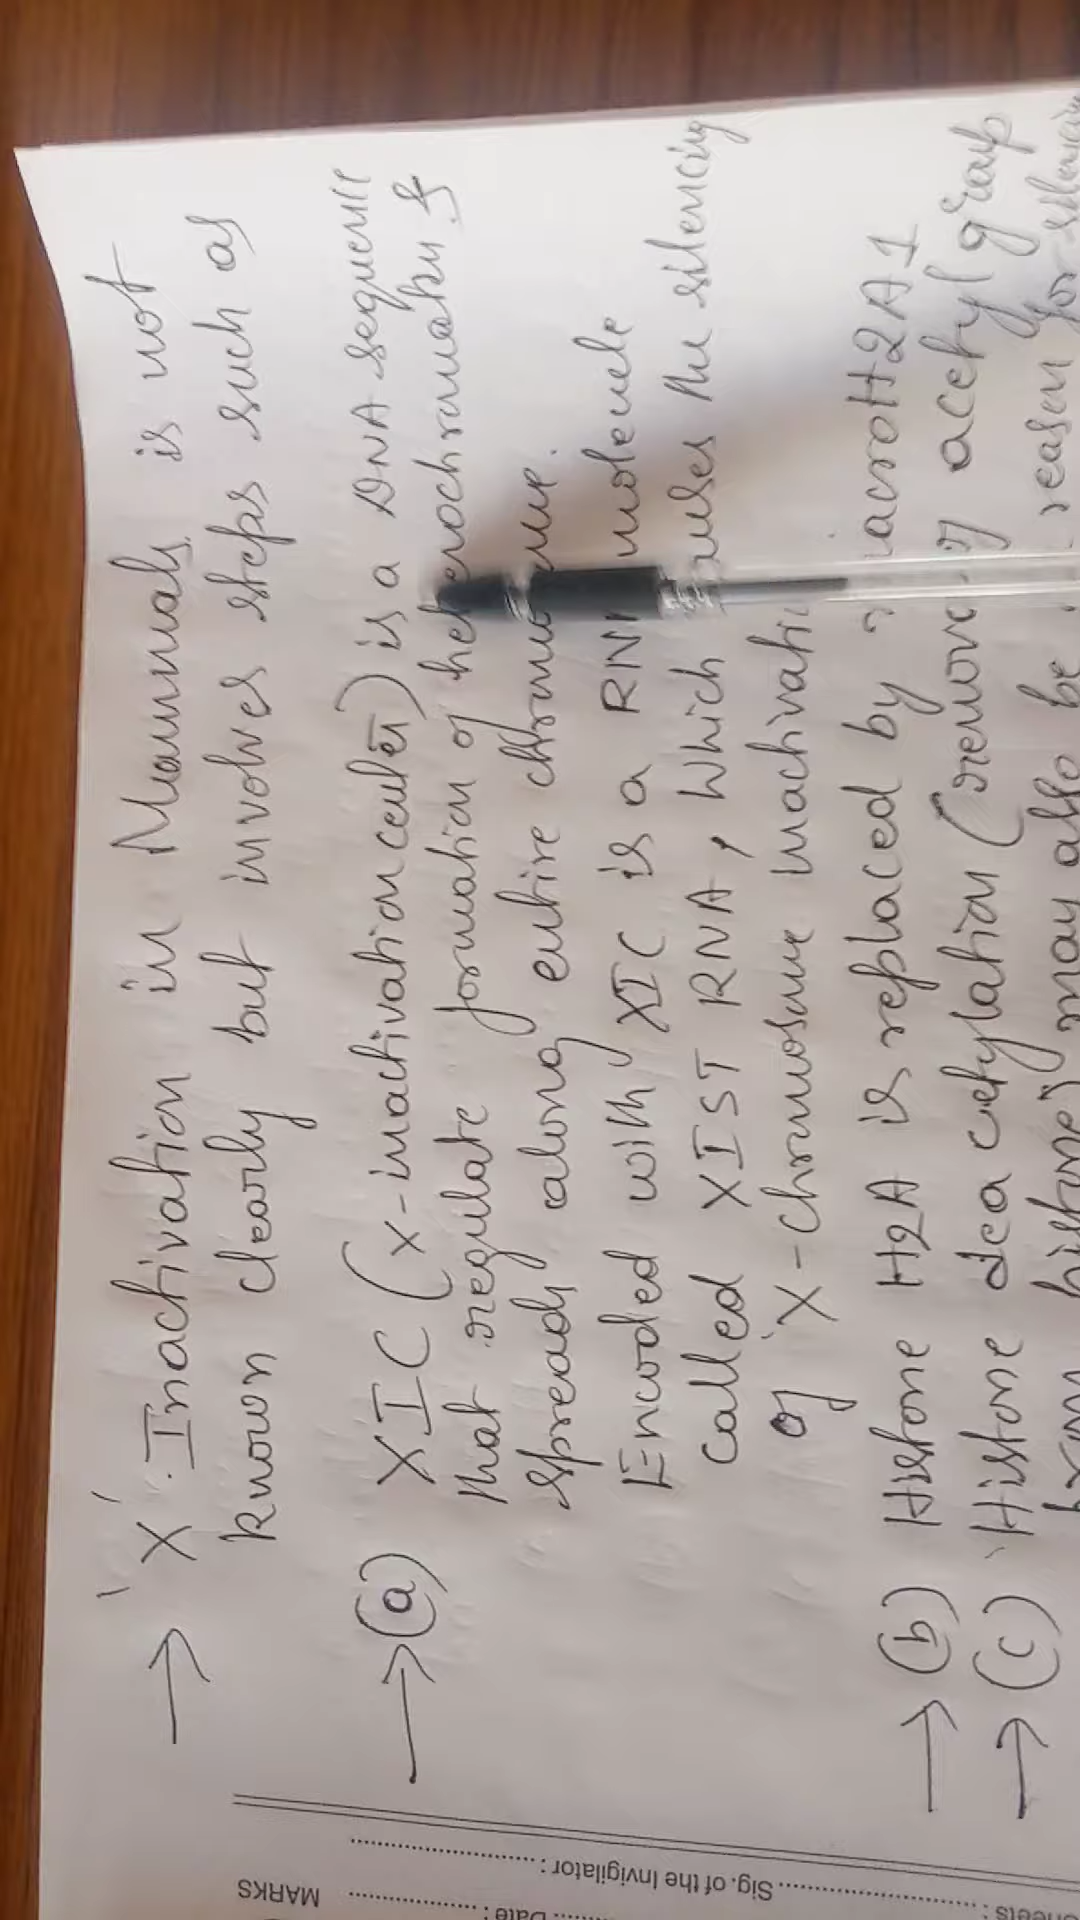 → 'X' Inactivation in Mammals is not
known clearly but involves steps such as
→ (a) XIC (X-inactivation center) is a DNA sequence
that regulate formation of heterochromatin &
spreads along entire chromosome.
Encoded with XIC is a RNA molecule
called XIST RNA, which causes the silencing
of X-chromosome inactivation
→ (b) Histone H2A is replaced by macroH2A1
→ (c) Histone deacetylation (removal of acetyl group
from histone) may also be reason for
Sig. of the Invigilator :
MARKS
Date :